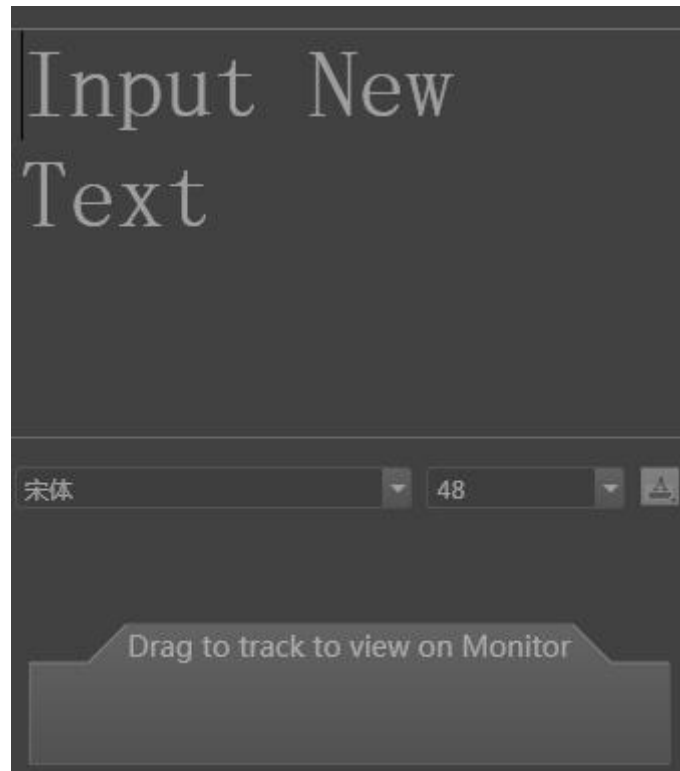 Input New
Text
宋体
48
Drag to track to view on Monitor